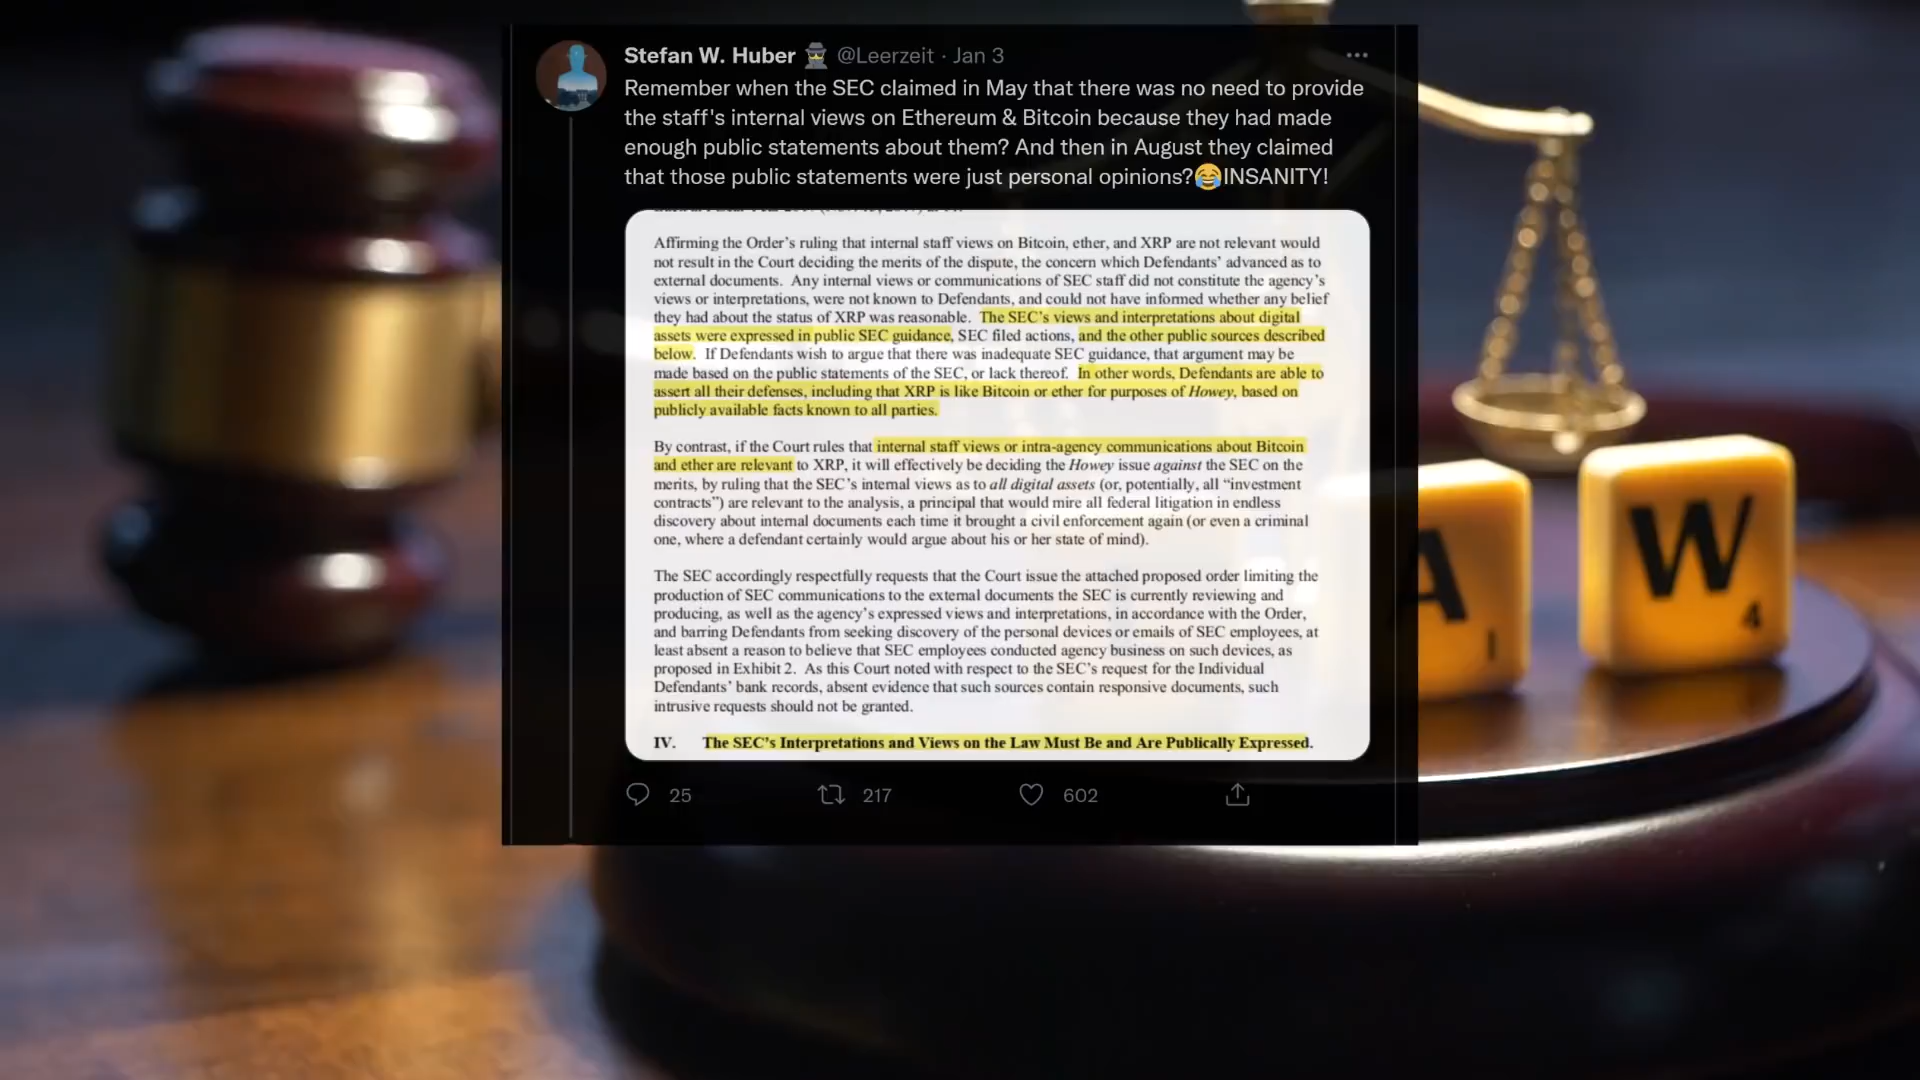 Stefan W. Huber @Leerzeit · Jan 3
Remember when the SEC claimed in May that there was no need to provide
the staff's internal views on Ethereum & Bitcoin because they had made
enough public statements about them? And then in August they claimed
that those public statements were just personal opinions?😂INSANITY!
Affirming the Order’s ruling that internal staff views on Bitcoin, ether, and XRP are not relevant would
not result in the Court deciding the merits of the dispute, the concern which Defendants’ advanced as to
external documents. Any internal views or communications of SEC staff did not constitute the agency’s
views or interpretations, were not known to Defendants, and could not have informed whether any belief
they had about the status of XRP was reasonable. The SEC’s views and interpretations about digital
assets were expressed in public SEC guidance, SEC filed actions, and the other public sources described
below. If Defendants wish to argue that there was inadequate SEC guidance, that argument may be
made based on the public statements of the SEC, or lack thereof. In other words, Defendants are able to
assert all their defenses, including that XRP is like Bitcoin or ether for purposes of Howey, based on
publicly available facts known to all parties.
By contrast, if the Court rules that internal staff views or intra-agency communications about Bitcoin
and ether are relevant to XRP, it will effectively be deciding the Howey issue against the SEC on the
merits, by ruling that the SEC’s internal views as to all digital assets (or, potentially, all “investment
contracts”) are relevant to the analysis, a principal that would mire all federal litigation in endless
discovery about internal documents each time it brought a civil enforcement again (or even a criminal
one, where a defendant certainly would argue about his or her state of mind).
The SEC accordingly respectfully requests that the Court issue the attached proposed order limiting the
production of SEC communications to the external documents the SEC is currently reviewing and
producing, as well as the agency’s expressed views and interpretations, in accordance with the Order,
and barring Defendants from seeking discovery of the personal devices or emails of SEC employees, at
least absent a reason to believe that SEC employees conducted agency business on such devices, as
proposed in Exhibit 2. As this Court noted with respect to the SEC’s request for the Individual
Defendants’ bank records, absent evidence that such sources contain responsive documents, such
intrusive requests should not be granted.
IV. The SEC’s Interpretations and Views on the Law Must Be and Are Publically Expressed.
25 217 602
A 1 W 4